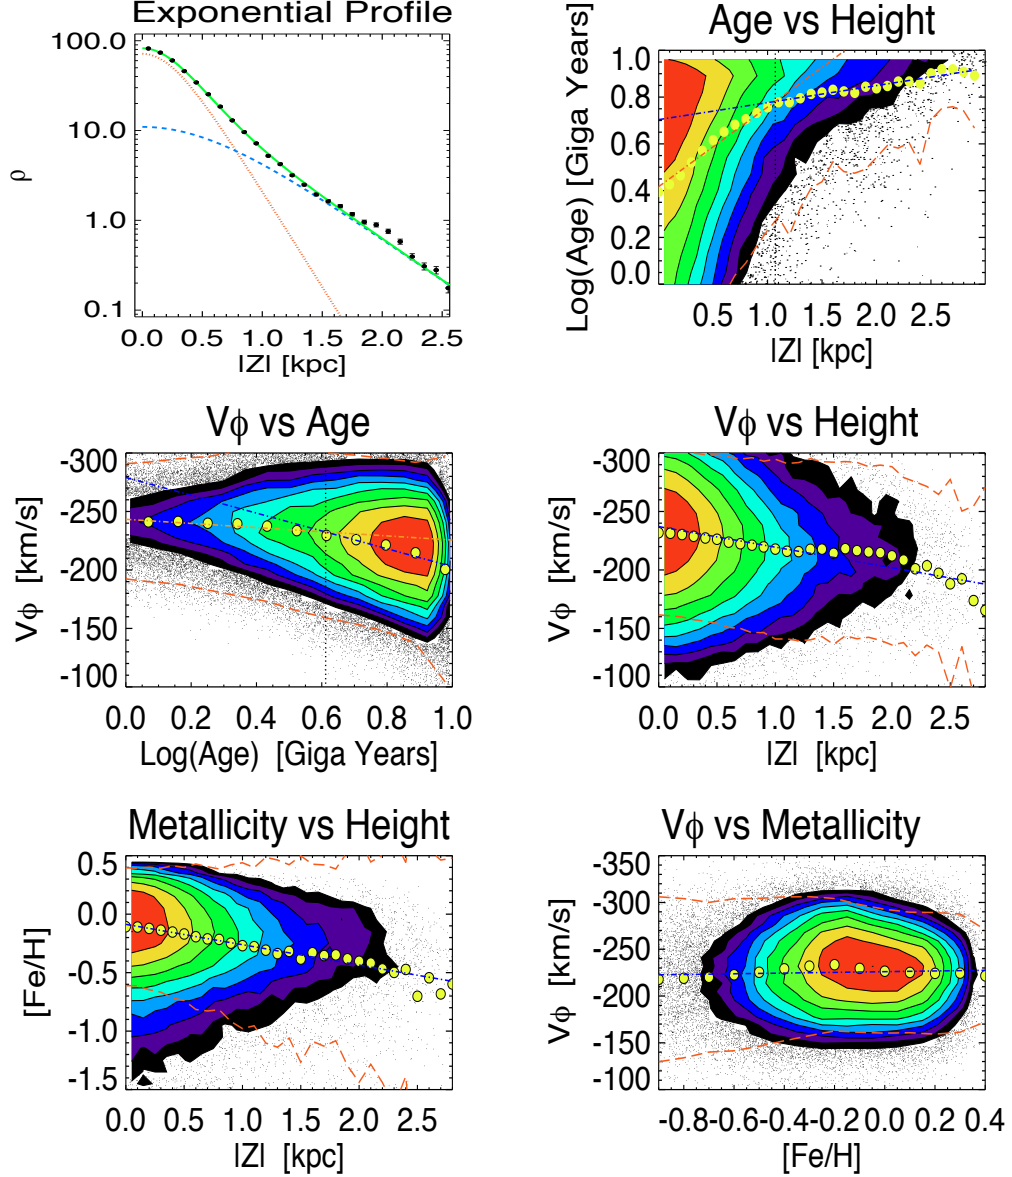 Exponential Profile
100.0
10.0
1.0
0.1
ρ
0.0 0.5 1.0 1.5 2.0 2.5
|Z| [kpc]
Age vs Height
1.0
0.8
0.6
0.4
0.2
0.0
Log(Age) [Giga Years]
0.5 1.0 1.5 2.0 2.5
|Z| [kpc]
Vϕ vs Age
-300
-250
-200
-150
-100
Vϕ [km/s]
0.0 0.2 0.4 0.6 0.8 1.0
Log(Age) [Giga Years]
Vϕ vs Height
-300
-250
-200
-150
-100
Vϕ [km/s]
0.0 0.5 1.0 1.5 2.0 2.5
|Z| [kpc]
Metallicity vs Height
0.5
0.0
-0.5
-1.0
-1.5
[Fe/H]
0.0 0.5 1.0 1.5 2.0 2.5
|Z| [kpc]
Vϕ vs Metallicity
-350
-300
-250
-200
-150
-100
Vϕ [km/s]
-0.8 -0.6 -0.4 -0.2 0.0 0.2 0.4
[Fe/H]